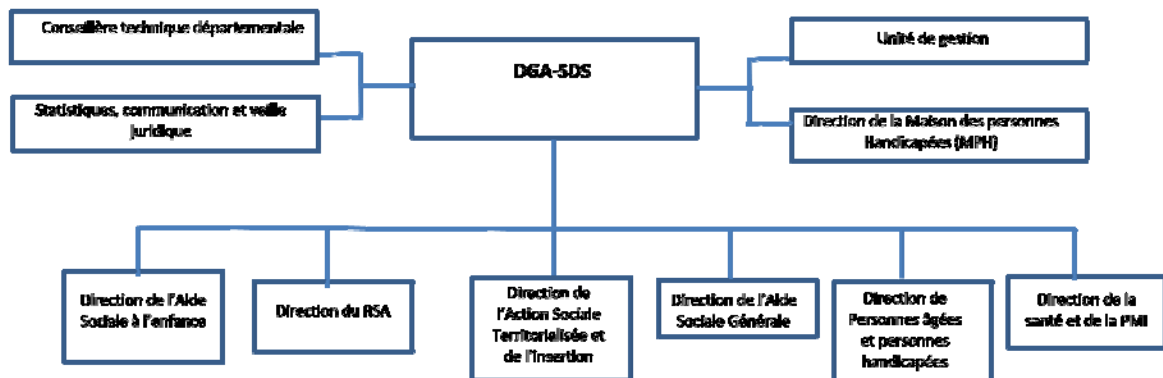 Conseillère technique départementale
DGA-SDS
Unité de gestion
Statistiques, communication et veille
juridique
Direction de la Maison des personnes
Handicapées (MPH)
Direction de l'Aide
Sociale à l'enfance
Direction du RSA
Direction de
l'Action Sociale
Territorialisée et
de l'Insertion
Direction de l'Aide
Sociale Générale
Direction de
Personnes âgées
et personnes
handicapées
Direction de la
santé et de la PMI